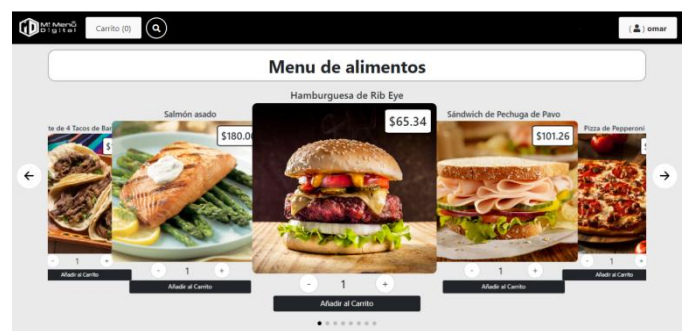 Mi Menú
Digital
Carrito (0)
omar
Menu de alimentos
te de 4 Tacos de Bar
$
1
Añadir al Carrito
Salmón asado
$180.00
- 1 +
Añadir al Carrito
Hamburguesa de Rib Eye
$65.34
- 1 +
Añadir al Carrito
Sándwich de Pechuga de Pavo
$101.26
- 1 +
Añadir al Carrito
Pizza de Pepperoni
1
Añadir al Carrito